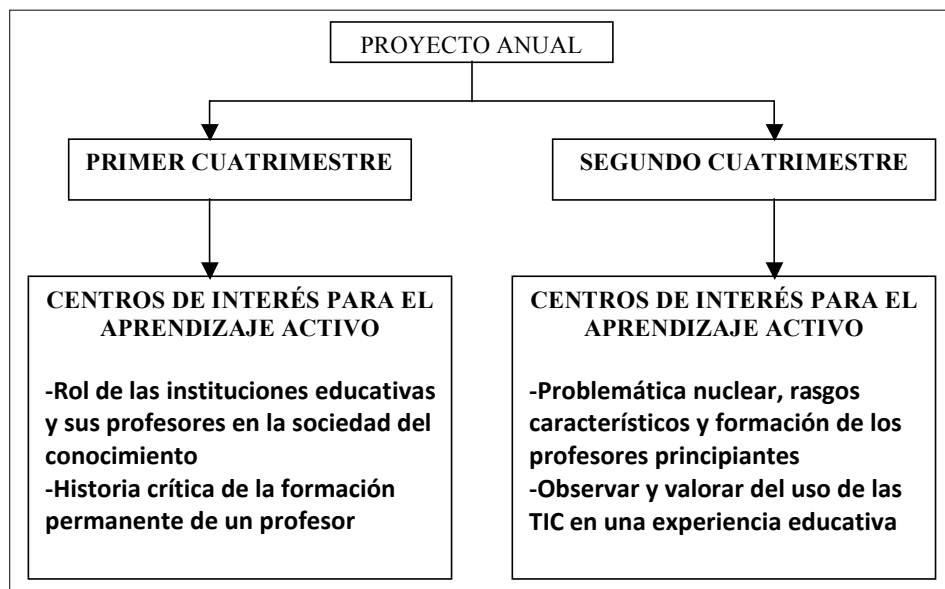 PROYECTO ANUAL
PRIMER CUATRIMESTRE
SEGUNDO CUATRIMESTRE
CENTROS DE INTERÉS PARA EL
APRENDIZAJE ACTIVO
-Rol de las instituciones educativas
y sus profesores en la sociedad del
conocimiento
-Historia crítica de la formación
permanente de un profesor
CENTROS DE INTERÉS PARA EL
APRENDIZAJE ACTIVO
-Problemática nuclear, rasgos
característicos y formación de los
profesores principiantes
-Observar y valorar del uso de las
TIC en una experiencia educativa